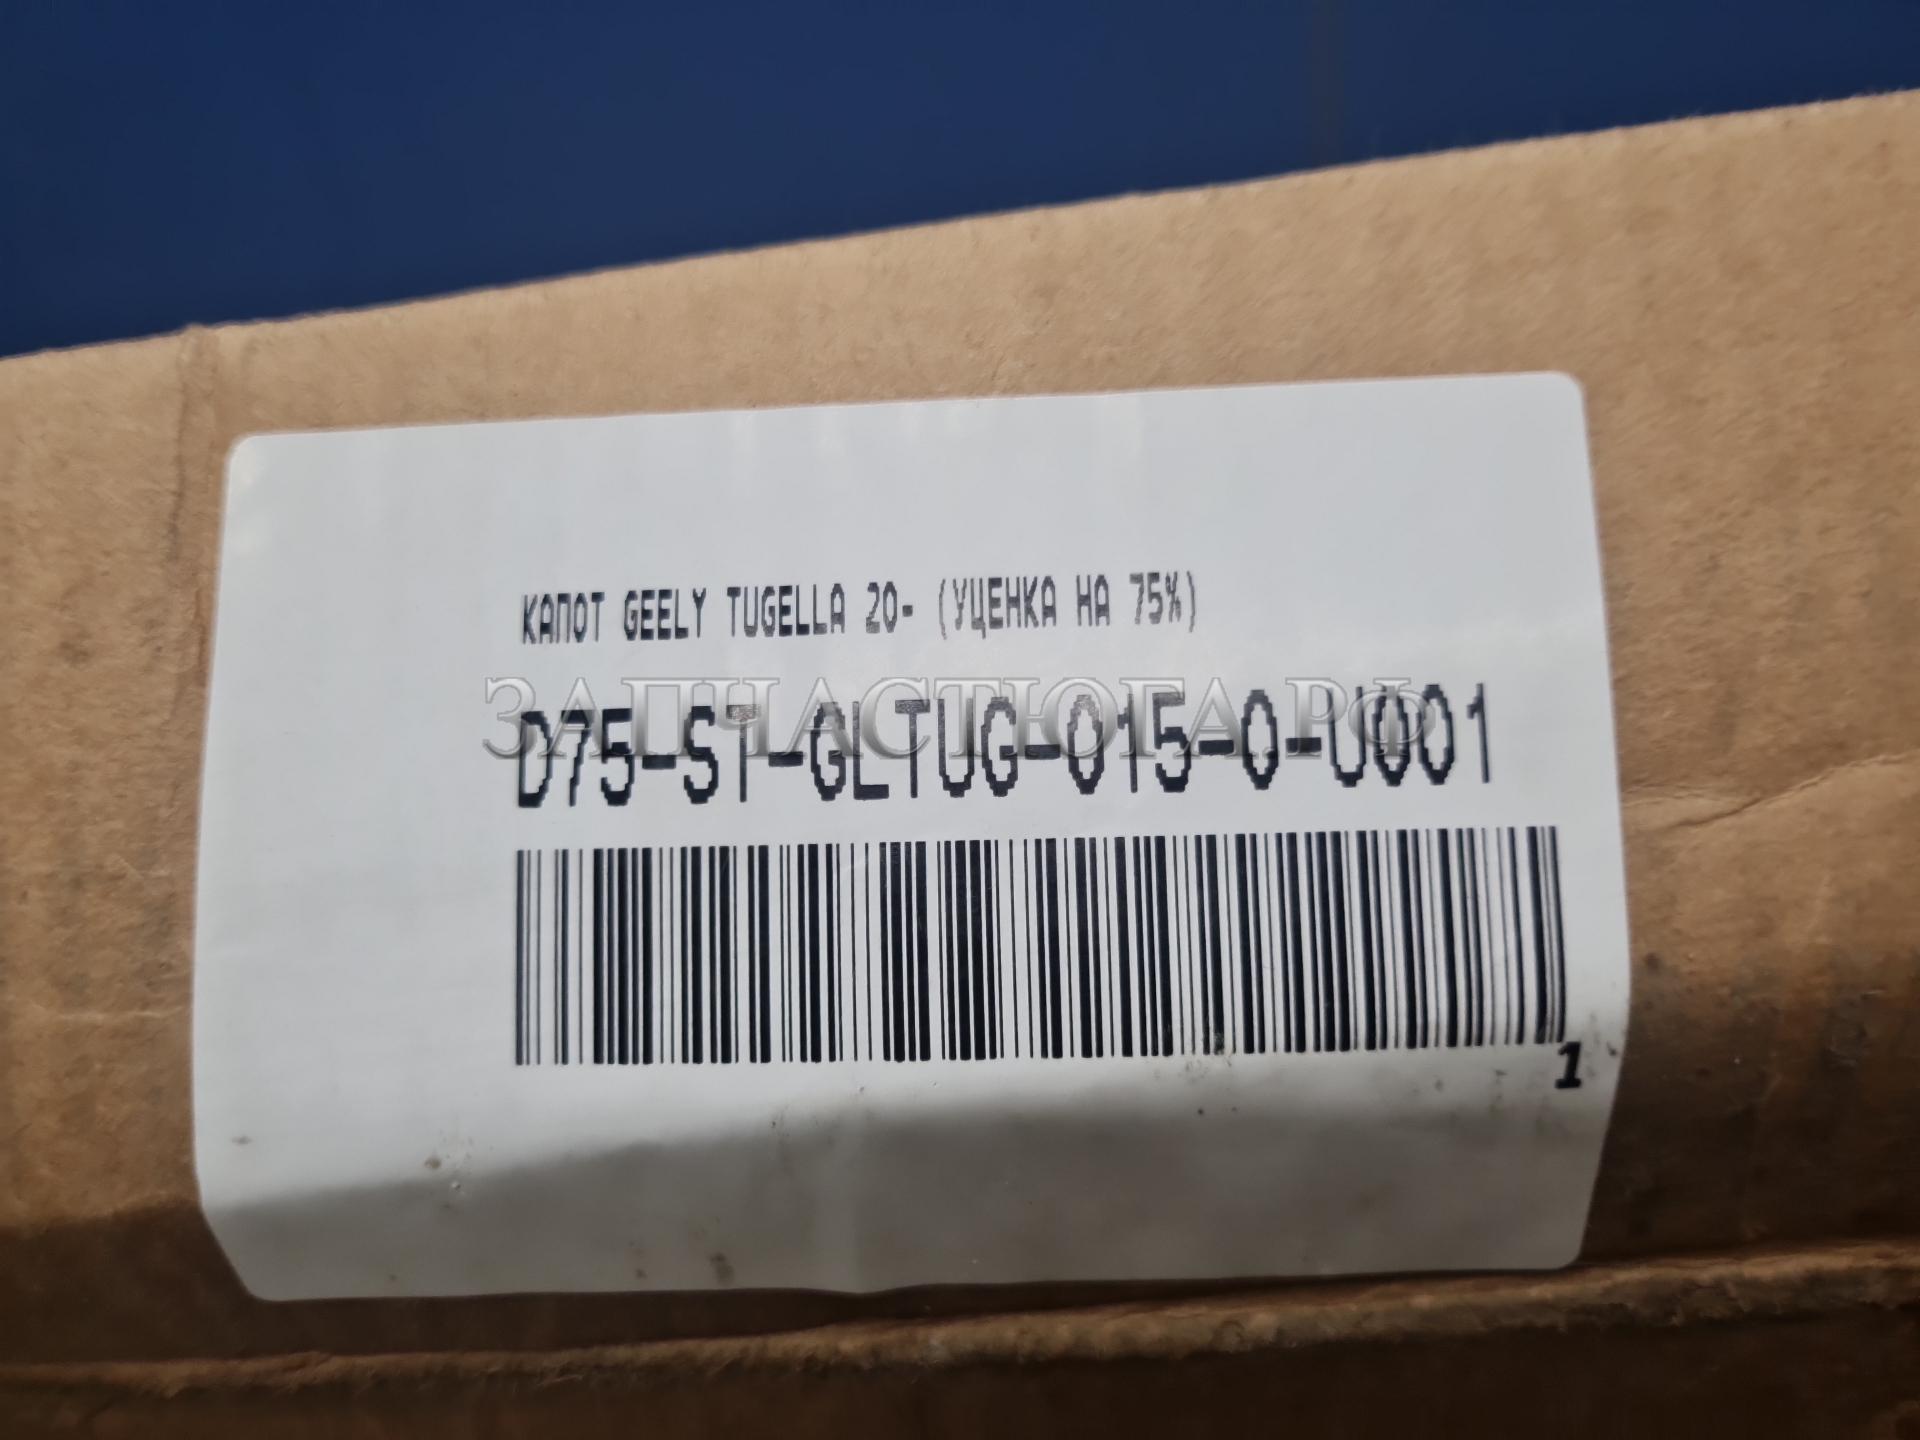 КАПОТ GEELY TUGELLA 20- (УЦЕНКА НА 75%)
ЗАПЧАСТЮГА.РФ
D75-ST-GLTUG-015-0-U001
1